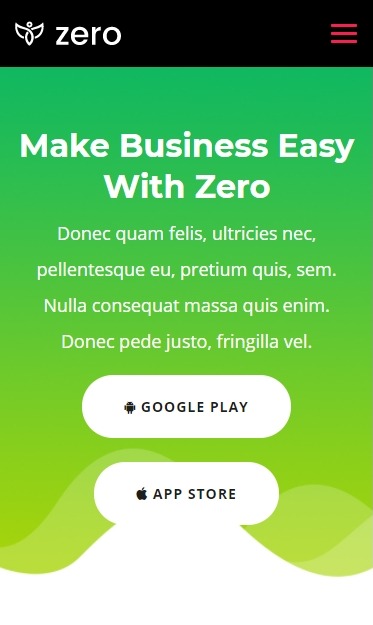 zero
Make Business Easy
With Zero
Donec quam felis, ultricies nec,
pellentesque eu, pretium quis, sem.
Nulla consequat massa quis enim.
Donec pede justo, fringilla vel.
GOOGLE PLAY
APP STORE